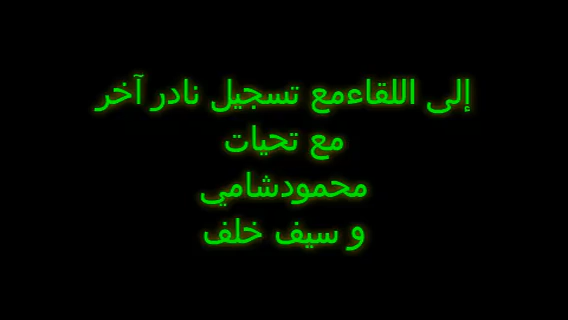 إلى اللقاءمع تسجيل نادر آخر
مع تحيات
محمودشامي
و سيف خلف